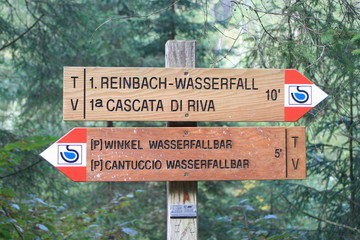 T 1. REINBACH-WASSERFALL 10'
V 1ª CASCATA DI RIVA
[P] WINKEL WASSERFALLBAR 5' T
[P] CANTUCCIO WASSERFALLBAR V